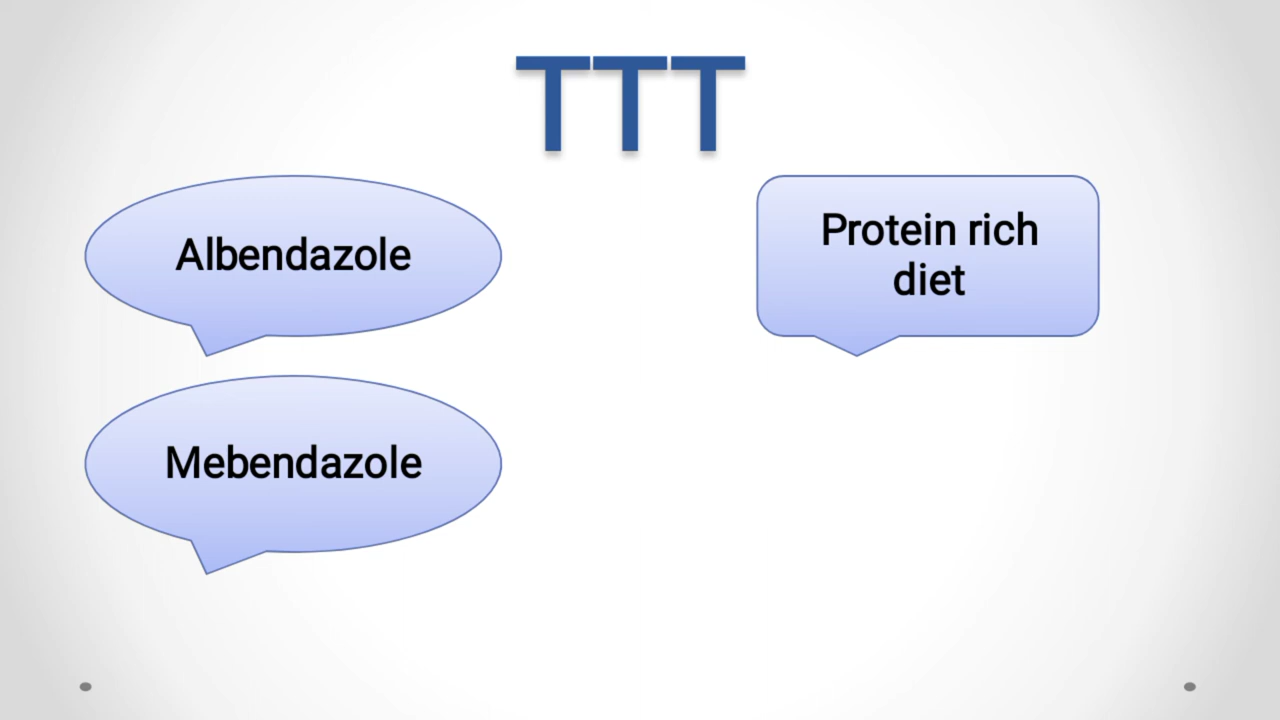 TTT
Albendazole
Protein rich
diet
Mebendazole